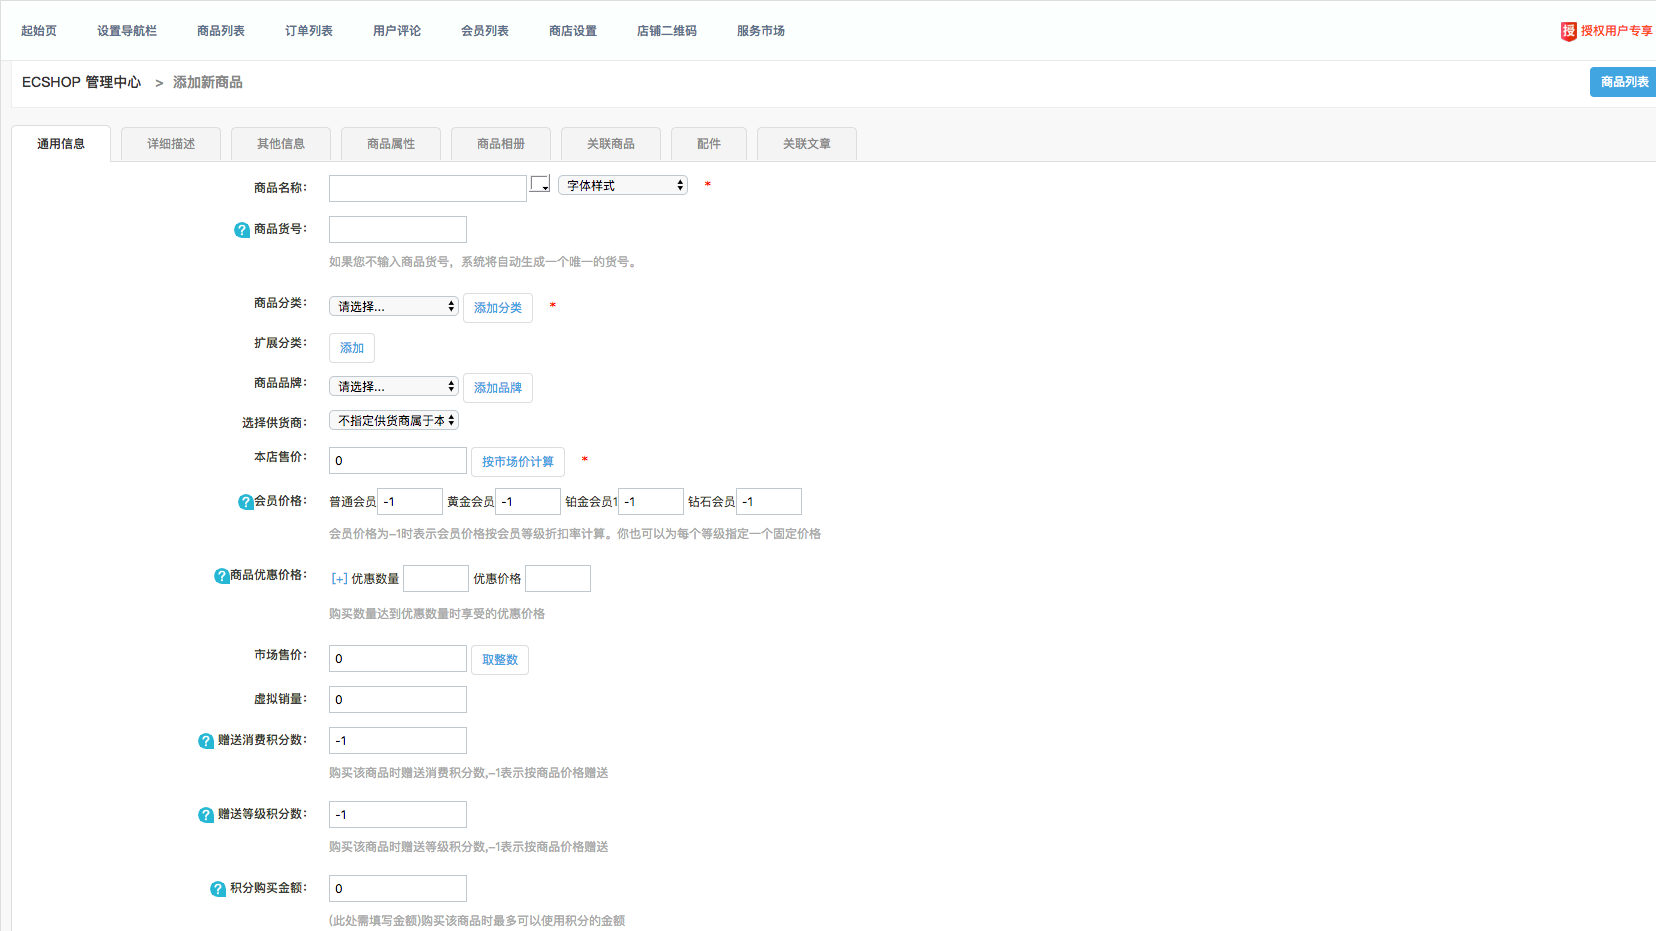 起始页 设置导航栏 商品列表 订单列表 用户评论 会员列表 商店设置 店铺二维码 服务市场 授 授权用户专享
ECSHOP 管理中心 > 添加新商品 商品列表
通用信息 详细描述 其他信息 商品属性 商品相册 关联商品 配件 关联文章
商品名称： 字体样式 *
? 商品货号：
如果您不输入商品货号，系统将自动生成一个唯一的货号。
商品分类： 请选择... 添加分类 *
扩展分类： 添加
商品品牌： 请选择... 添加品牌
选择供货商： 不指定供货商属于本
本店售价： 0 按市场价计算 *
? 会员价格： 普通会员 -1 黄金会员 -1 铂金会员1 -1 钻石会员 -1
会员价格为-1时表示会员价格按会员等级折扣率计算。你也可以为每个等级指定一个固定价格
? 商品优惠价格： [+] 优惠数量 优惠价格
购买数量达到优惠数量时享受的优惠价格
市场售价： 0 取整数
虚拟销量： 0
? 赠送消费积分数： -1
购买该商品时赠送消费积分数,-1表示按商品价格赠送
? 赠送等级积分数： -1
购买该商品时赠送等级积分数,-1表示按商品价格赠送
? 积分购买金额： 0
(此处需填写金额)购买该商品时最多可以使用积分的金额